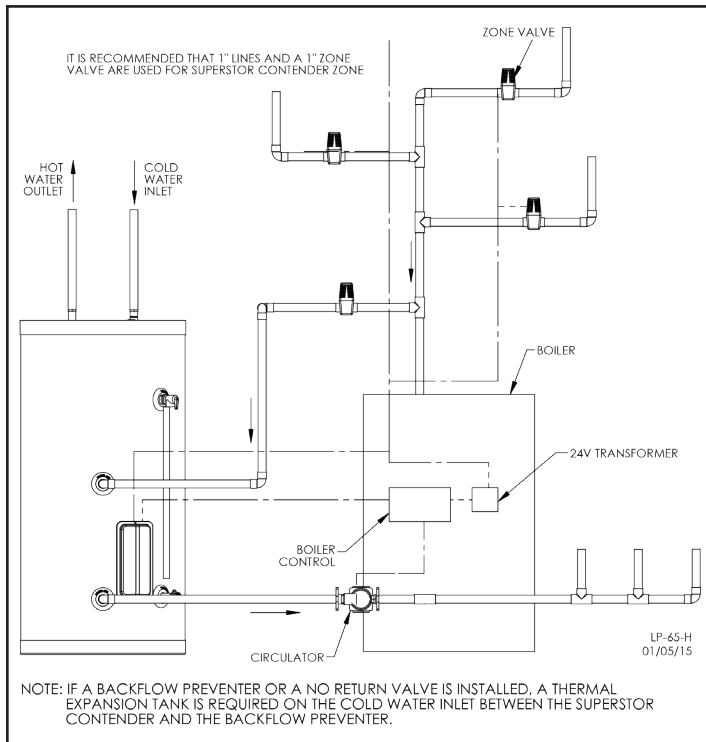 IT IS RECOMMENDED THAT 1" LINES AND A 1" ZONE
VALVE ARE USED FOR SUPERSTOR CONTENDER ZONE
ZONE VALVE
HOT
WATER
OUTLET
COLD
WATER
INLET
BOILER
24V TRANSFORMER
BOILER
CONTROL
CIRCULATOR
LP-65-H
01/05/15
NOTE: IF A BACKFLOW PREVENTER OR A NO RETURN VALVE IS INSTALLED, A THERMAL
EXPANSION TANK IS REQUIRED ON THE COLD WATER INLET BETWEEN THE SUPERSTOR
CONTENDER AND THE BACKFLOW PREVENTER.